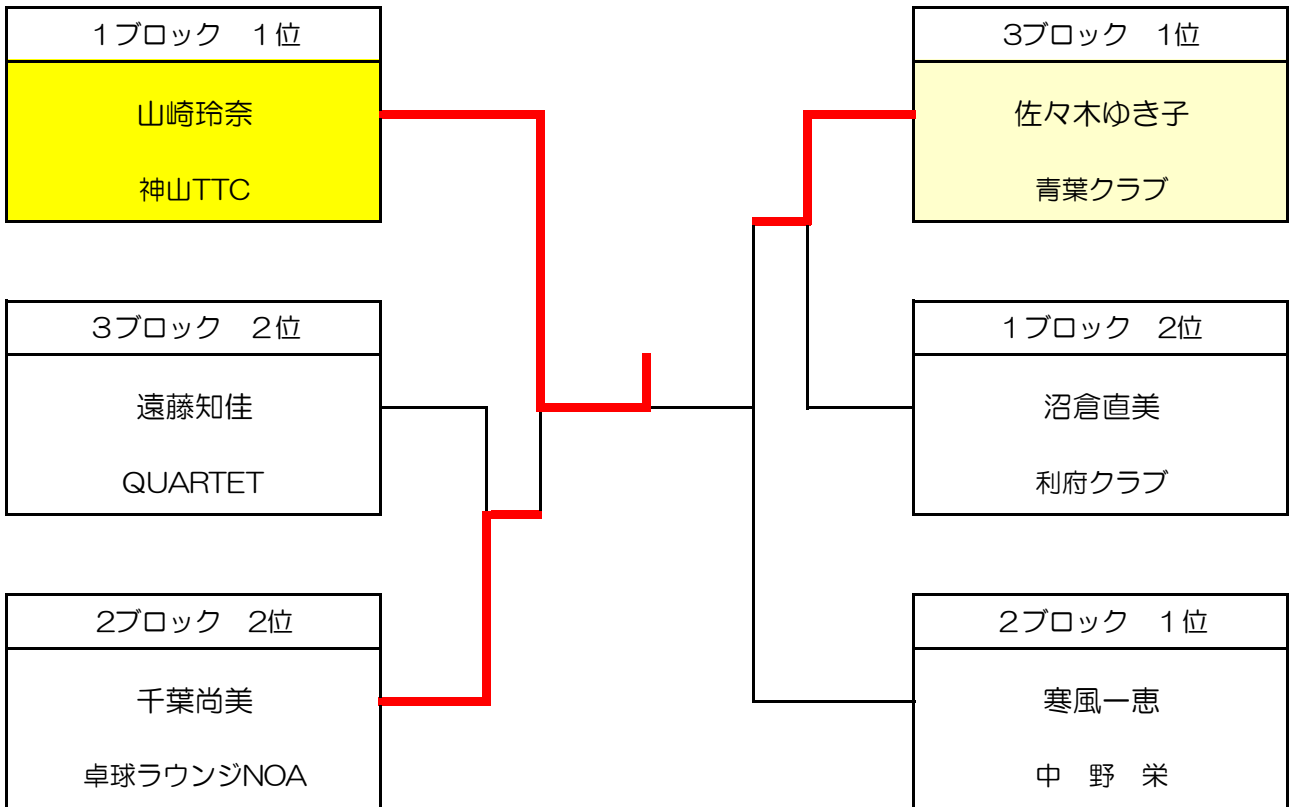 １ブロック　１位
山崎玲奈
神山TTC
３ブロック　２位
遠藤知佳
QUARTET
2ブロック　2位
千葉尚美
卓球ラウンジNOA
3ブロック　1位
佐々木ゆき子
青葉クラブ
１ブロック　2位
沼倉直美
利府クラブ
２ブロック　１位
寒風一恵
中　野　栄